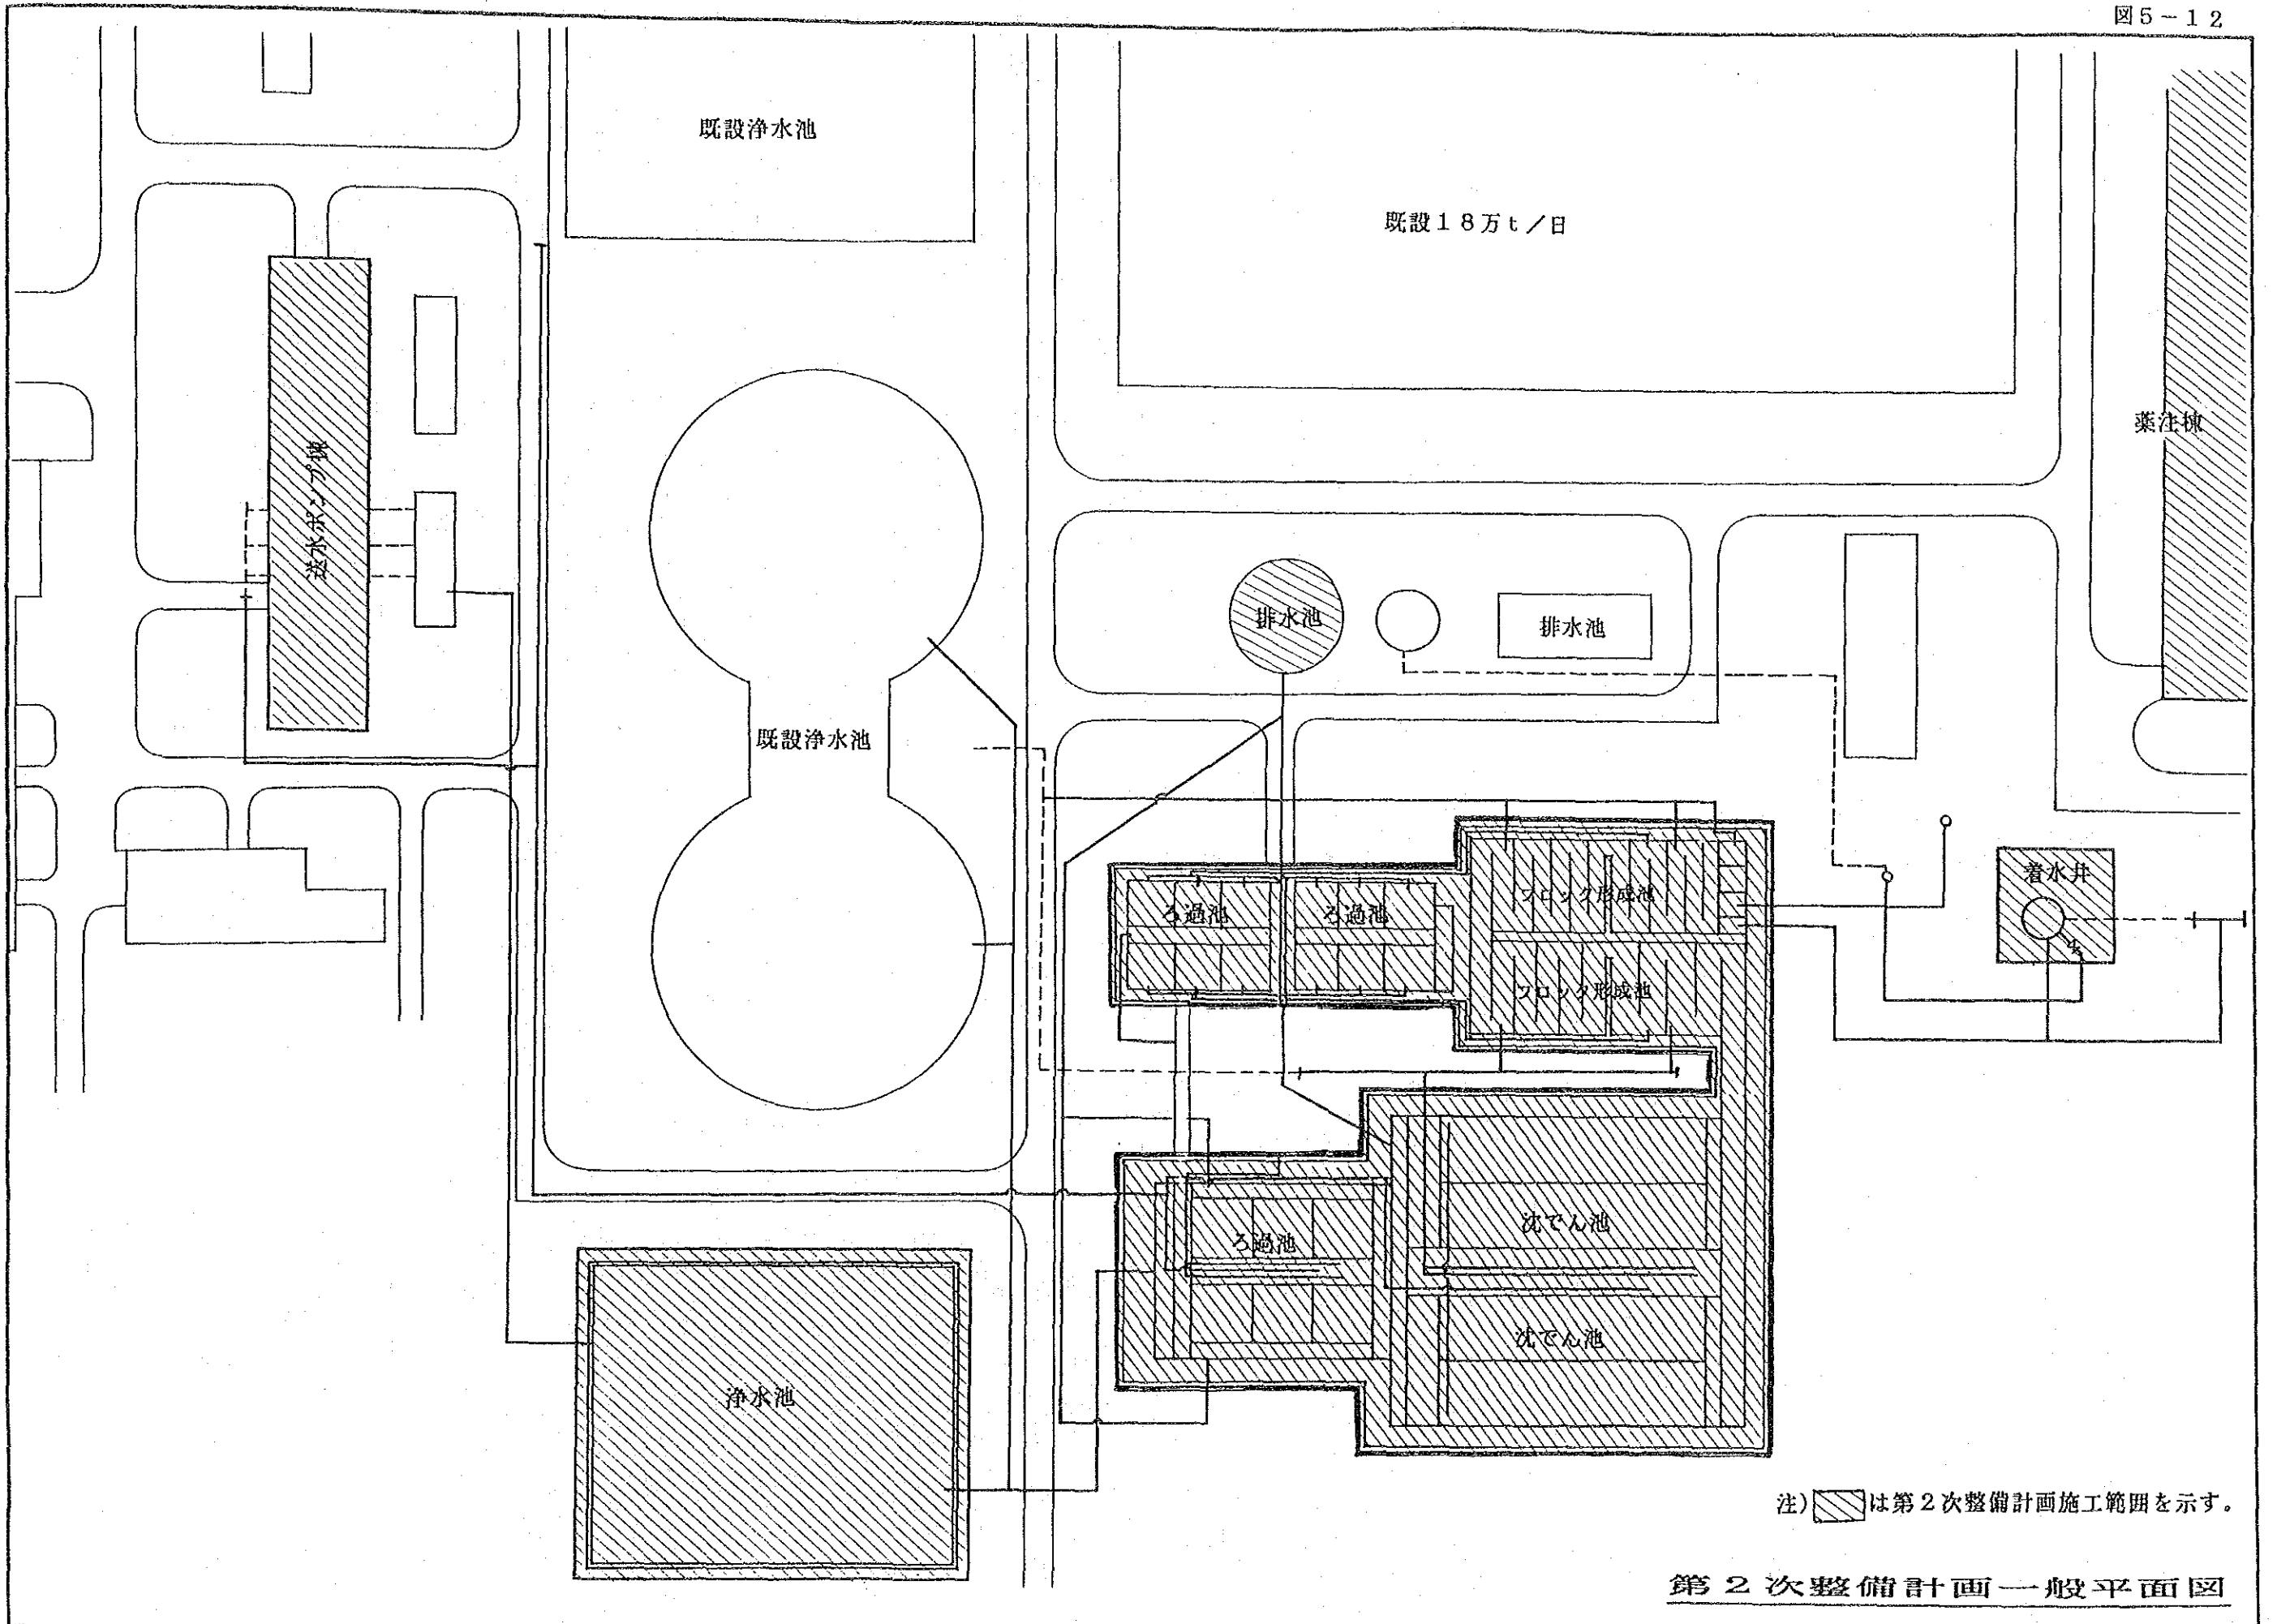 図5-12
既設浄水池
既設18万t/日
薬注棟
送水ポンプ棟
排水池
排水池
既設浄水池
着水井
フロック形成池
ろ過池
ろ過池
フロック形成池
沈でん池
ろ過池
沈でん池
浄水池
注)は第2次整備計画施工範囲を示す。
第2次整備計画一般平面図